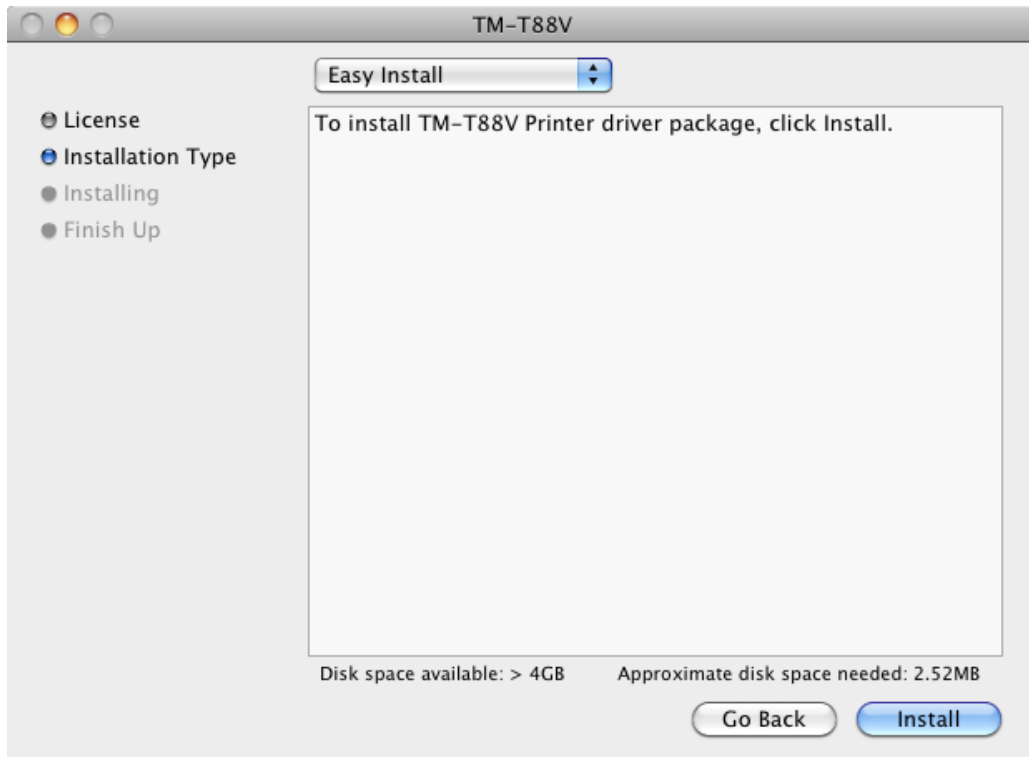 TM-T88V
Easy Install
License
Installation Type
Installing
Finish Up
To install TM-T88V Printer driver package, click Install.
Disk space available: > 4GB
Approximate disk space needed: 2.52MB
Go Back
Install